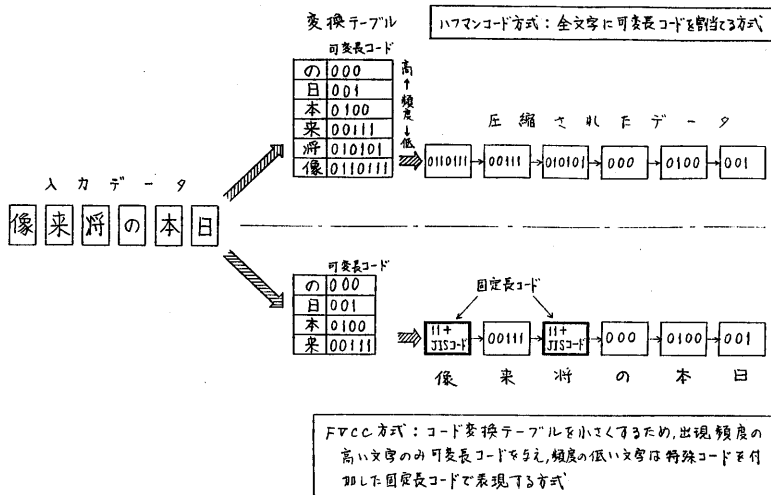 変換テーブル
ハフマンコード方式：全文字に可変長コードを割当てる方式
可変長コード
の 000
日 001
本 0100
来 00111
将 010101
像 0110111
高
↑
頻度
↓
低
圧縮されたデータ
0110111 00111 010101 000 0100 001
入力データ
像 来 将 の 本 日
可変長コード
の 000
日 001
本 0100
来 00111
固定長コード
11+
JISコード
00111
11+
JISコード
000 0100 001
像 来 将 の 本 日
FVCC方式：コード変換テーブルを小さくするため,出現頻度の
高い文字のみ可変長コードを与え,頻度の低い文字は特殊コードを付
加した固定長コードで表現する方式